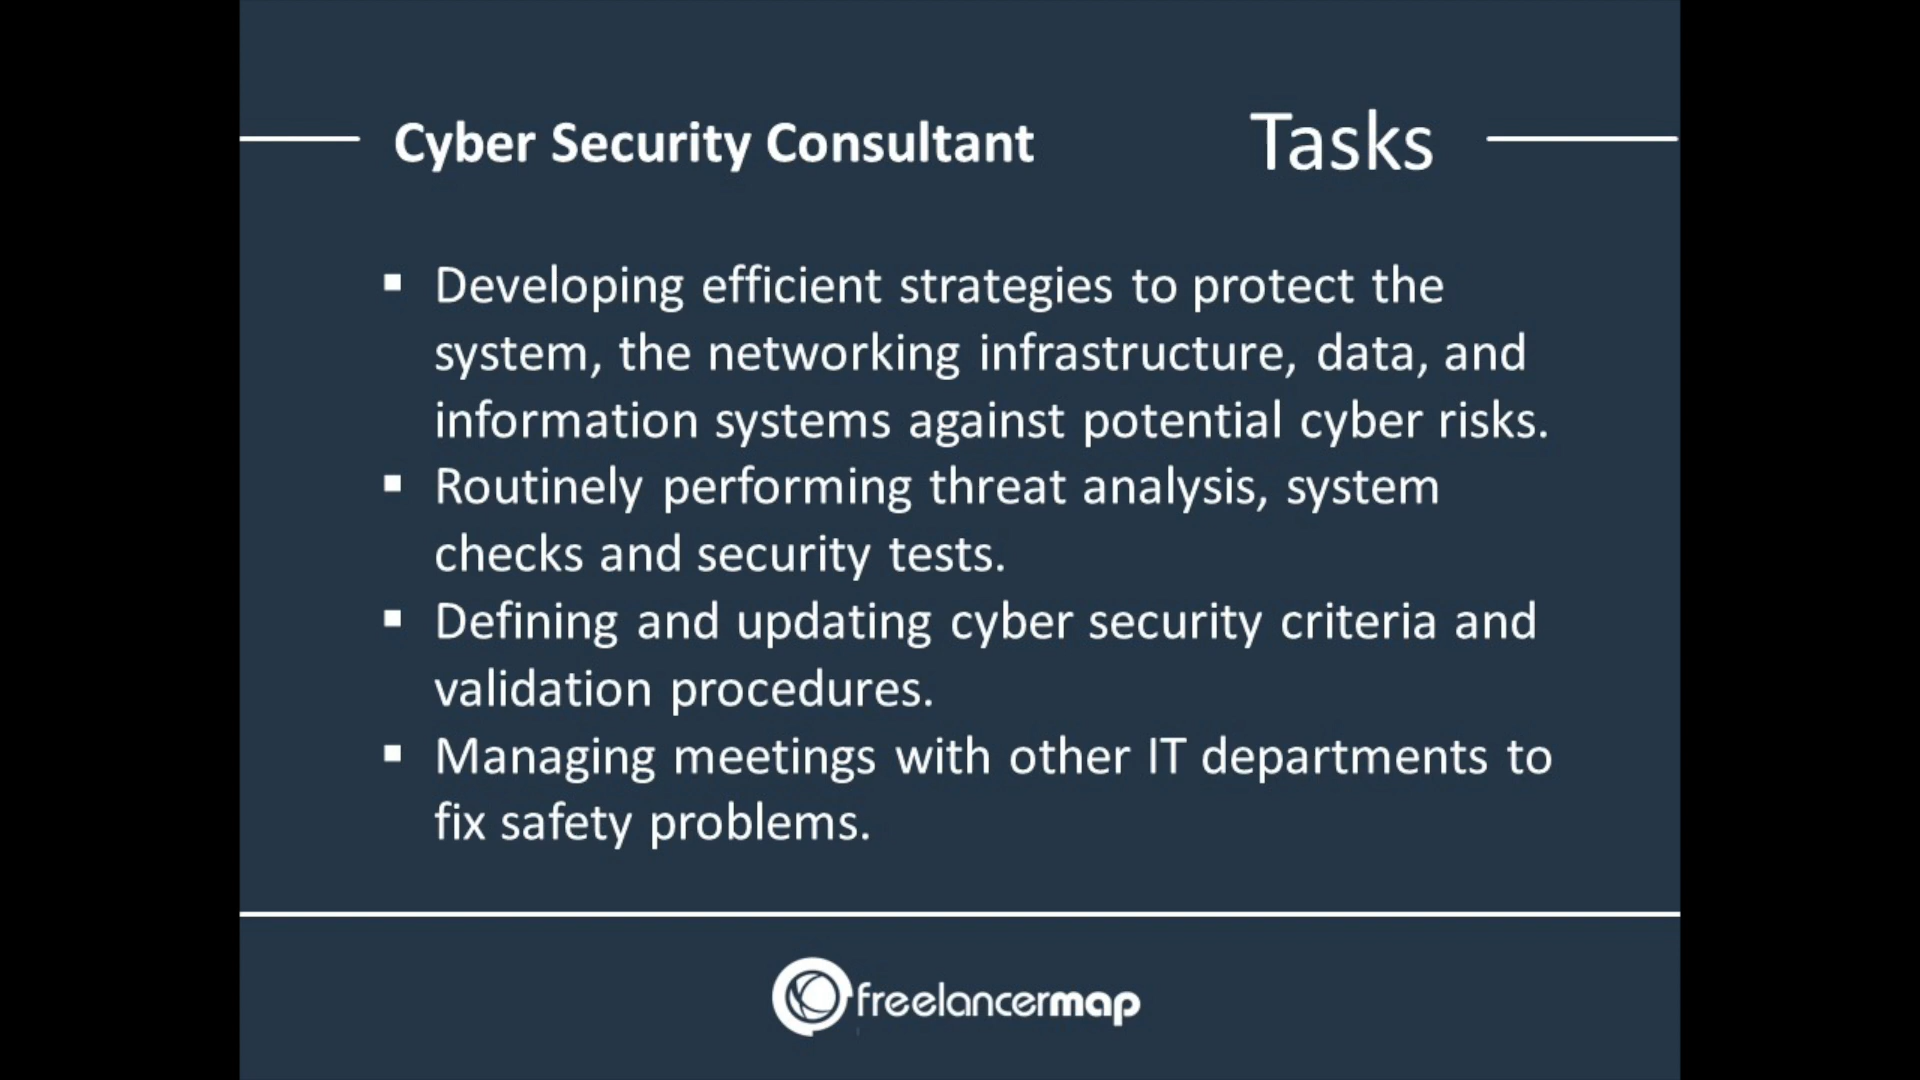 Cyber Security Consultant Tasks
▪ Developing efficient strategies to protect the
system, the networking infrastructure, data, and
information systems against potential cyber risks.
▪ Routinely performing threat analysis, system
checks and security tests.
▪ Defining and updating cyber security criteria and
validation procedures.
▪ Managing meetings with other IT departments to
fix safety problems.
freelancermap